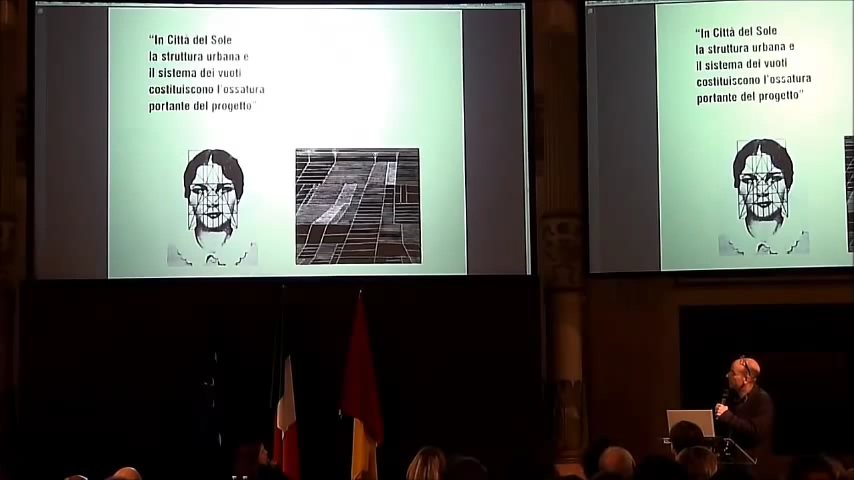 “In Città del Sole
la struttura urbana e
il sistema dei vuoti
costituiscono l’ossatura
portante del progetto”
“In Città del Sole
la struttura urbana e
il sistema dei vuoti
costituiscono l’ossatura
portante del progetto”